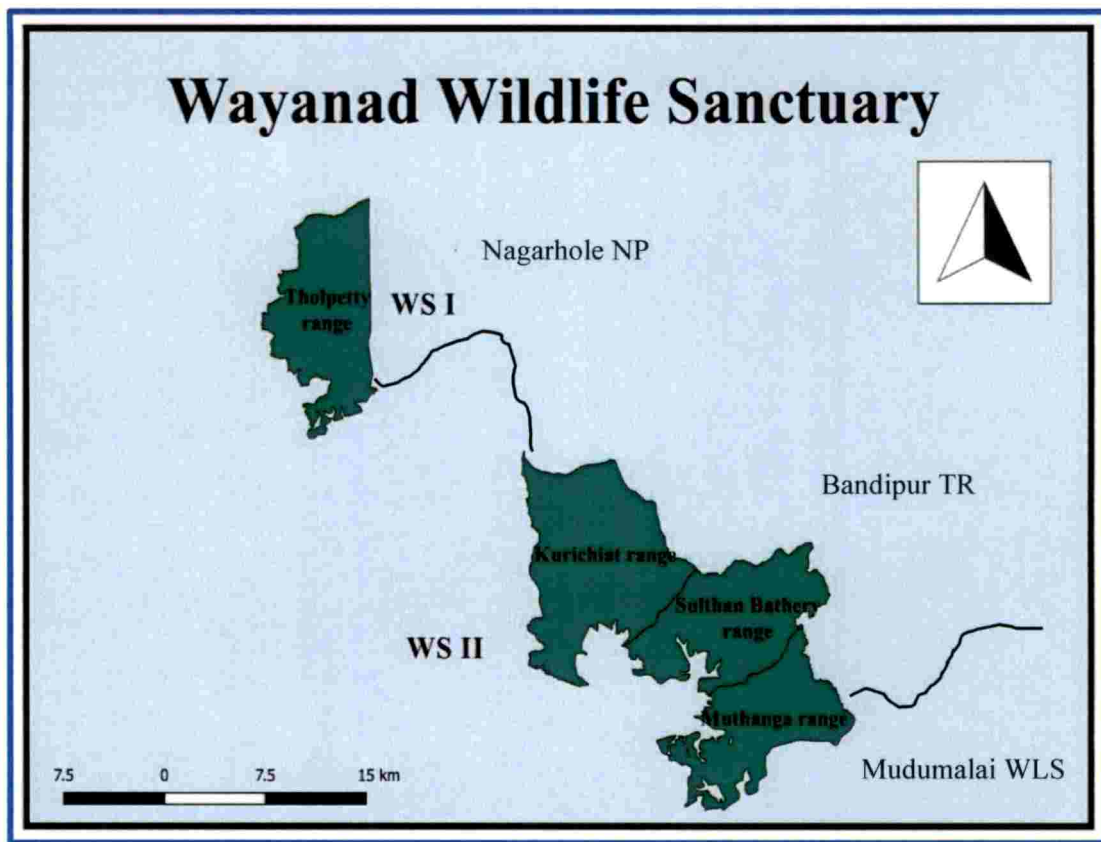 Wayanad Wildlife Sanctuary
Nagarhole NP
Tholpetty
range
WS I
Bandipur TR
Kurichiat range
Sulthan Bathery
range
WS II
Muthanga range
Mudumalai WLS
7.5 0 7.5 15 km